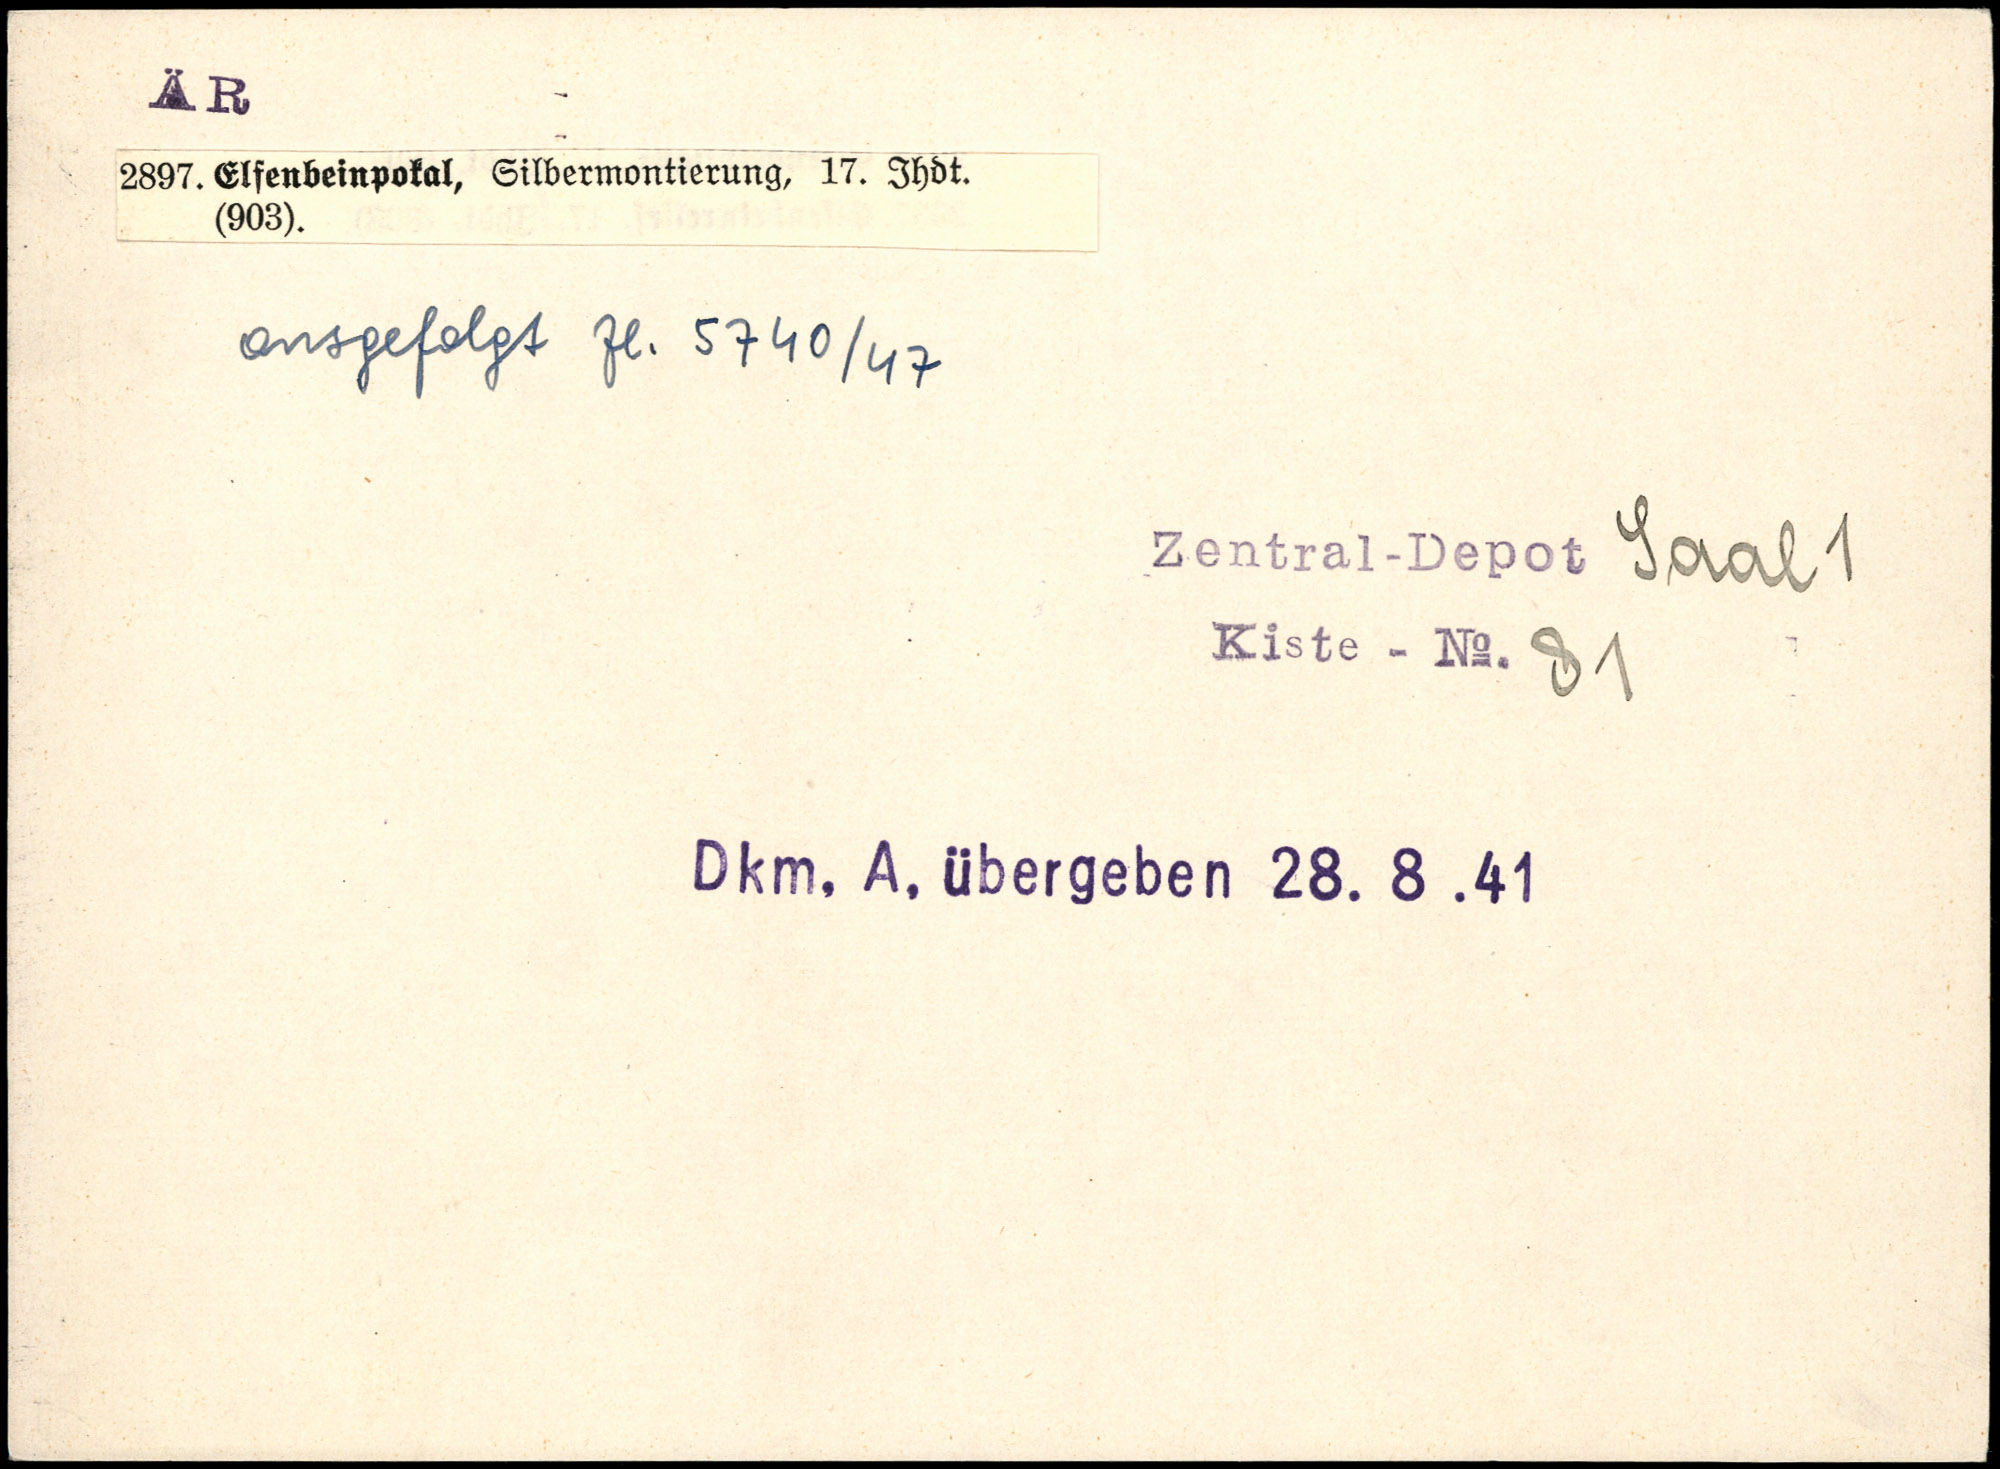 ÄR
2897. Elfenbeinpokal, Silbermontierung, 17. Jhdt.
(903).
ausgefolgt Zl. 5740/47
Zentral-Depot Saal 1
Kiste - №. 81
Dkm. A. übergeben 28. 8 .41